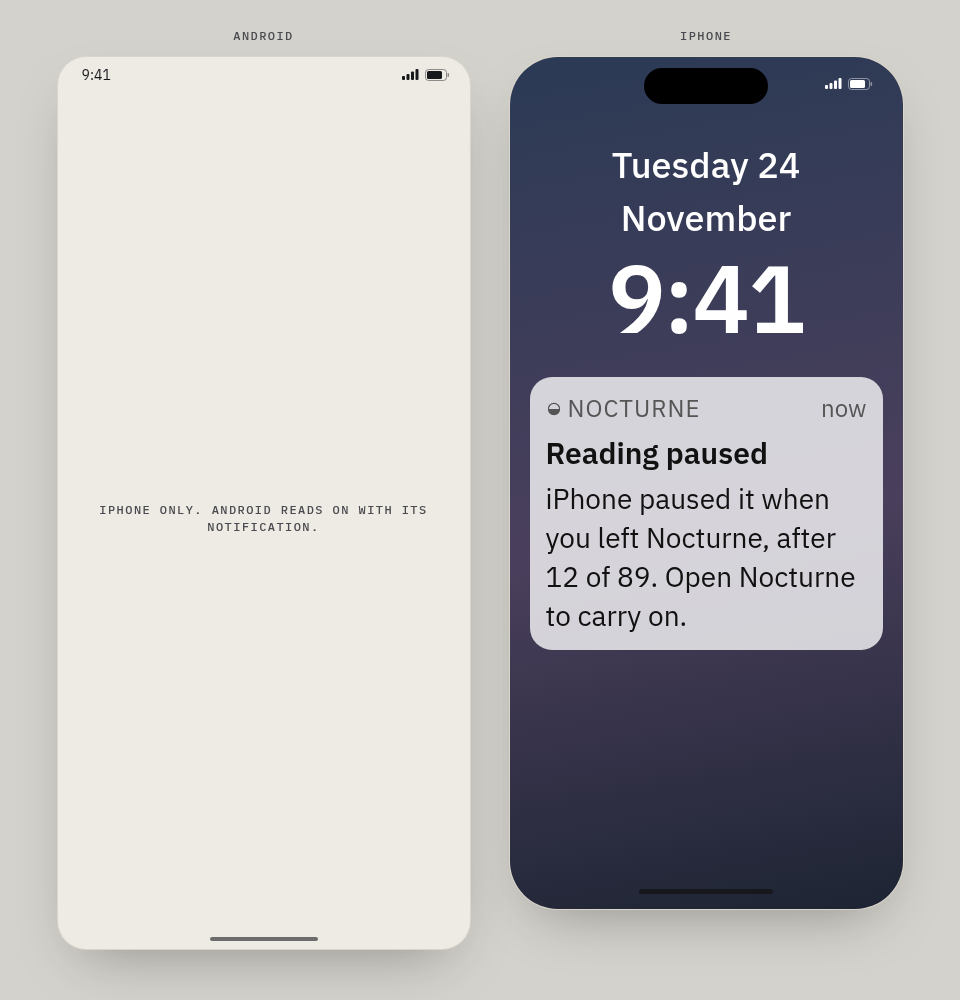 ANDROID
9:41
IPHONE ONLY. ANDROID READS ON WITH ITS
NOTIFICATION.
IPHONE
Tuesday 24
November
9:41
NOCTURNE now
Reading paused
iPhone paused it when
you left Nocturne, after
12 of 89. Open Nocturne
to carry on.